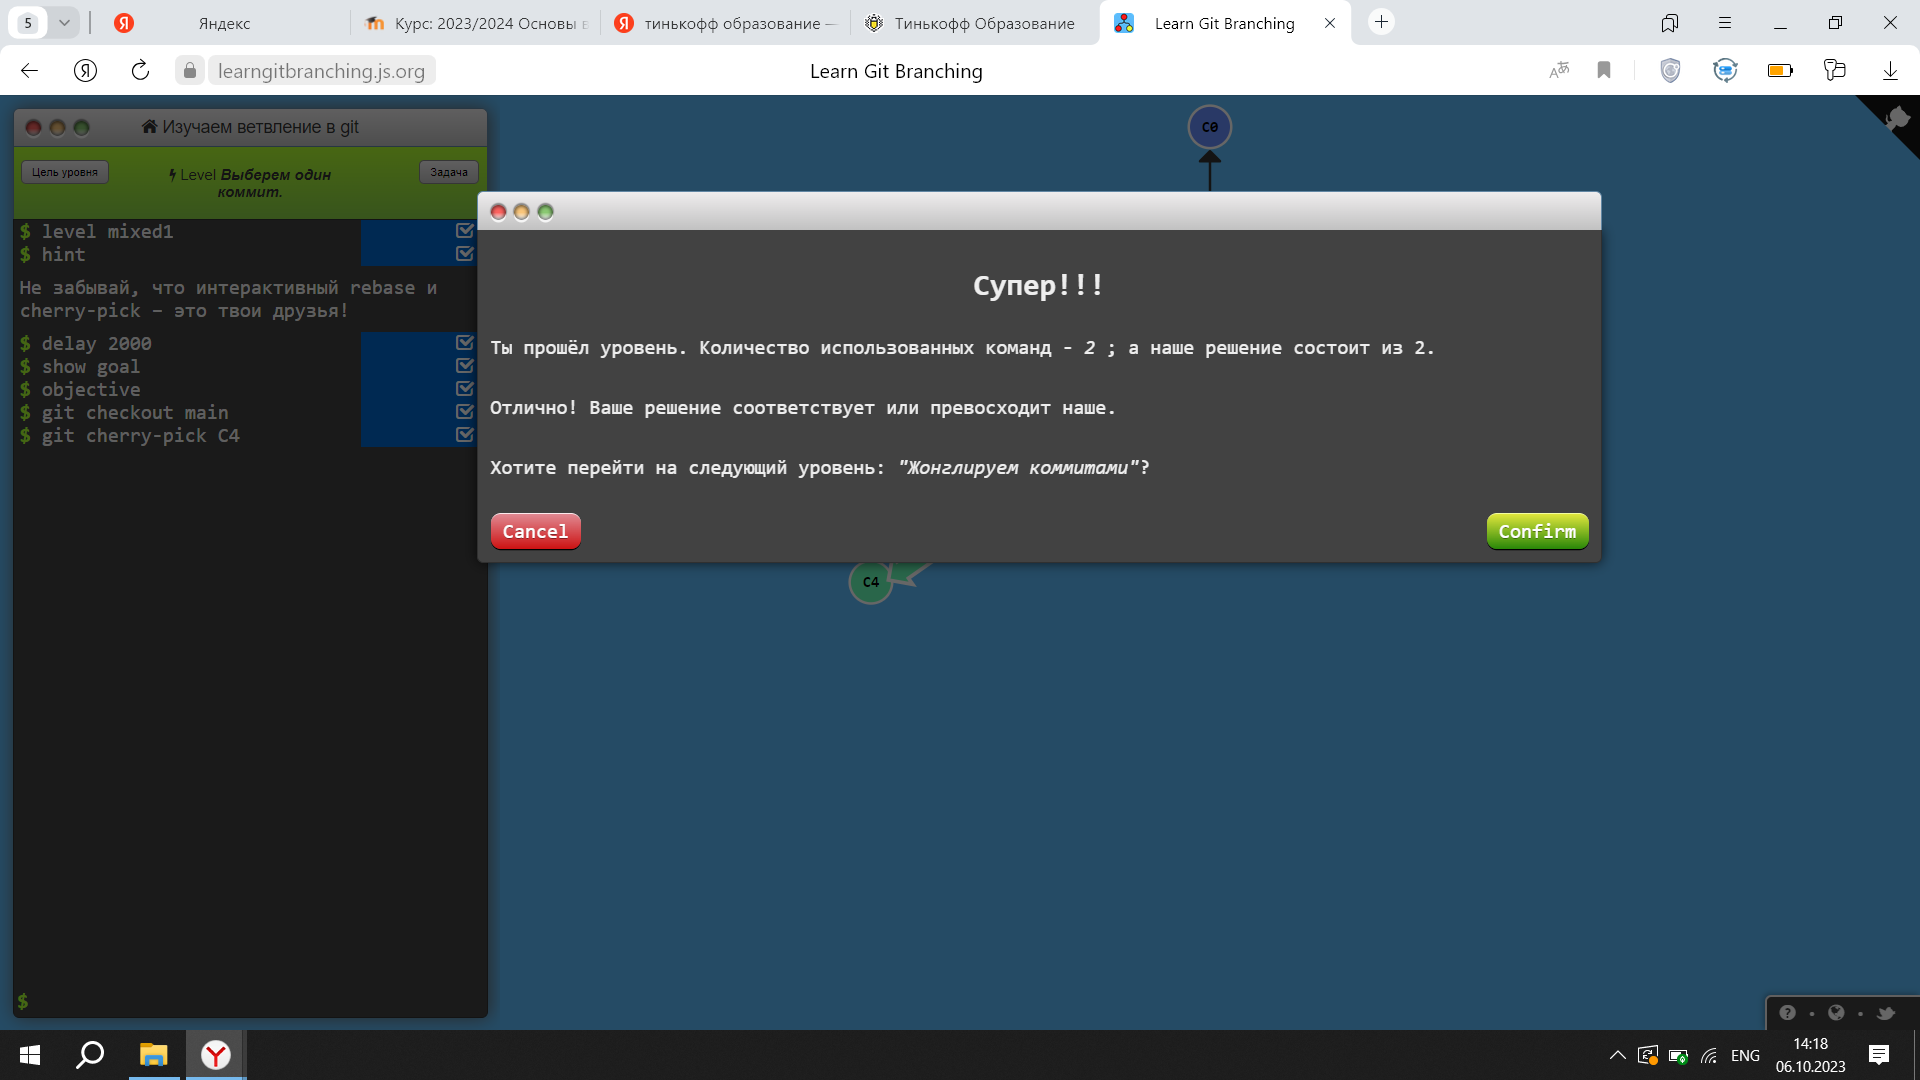 5
Яндекс
Курс: 2023/2024 Основы в
тинькофф образование —
Тинькофф Образование
Learn Git Branching
learngitbranching.js.org
Learn Git Branching
Изучаем ветвление в git
Цель уровня
Level Выберем один
коммит.
Задача
C0
$ level mixed1
$ hint
Не забывай, что интерактивный rebase и
cherry-pick – это твои друзья!
$ delay 2000
$ show goal
$ objective
$ git checkout main
$ git cherry-pick C4
$
Супер!!!
Ты прошёл уровень. Количество использованных команд - 2 ; а наше решение состоит из 2.
Отлично! Ваше решение соответствует или превосходит наше.
Хотите перейти на следующий уровень: "Жонглируем коммитами"?
Cancel
Confirm
C4
ENG
14:18
06.10.2023